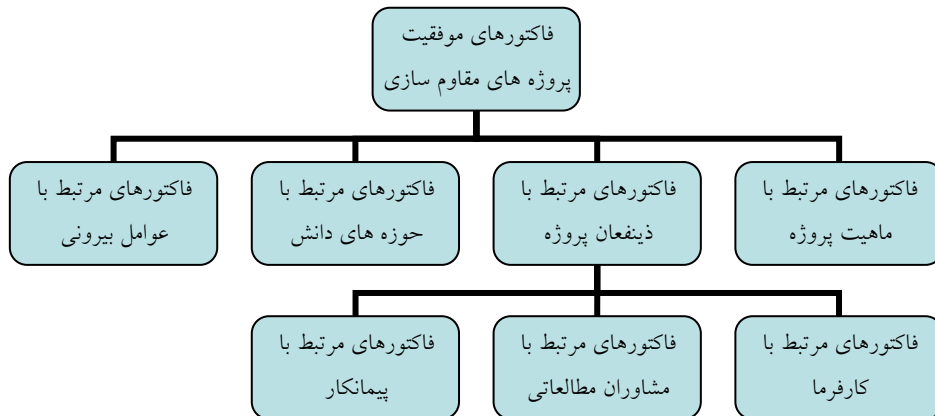 فاکتورهای موفقیت
پروژه های مقاوم سازی
فاکتورهای مرتبط با
ماهیت پروژه
فاکتورهای مرتبط با
ذینفعان پروژه
فاکتورهای مرتبط با
حوزه های دانش
فاکتورهای مرتبط با
عوامل بیرونی
فاکتورهای مرتبط با
کارفرما
فاکتورهای مرتبط با
مشاوران مطالعاتی
فاکتورهای مرتبط با
پیمانکار